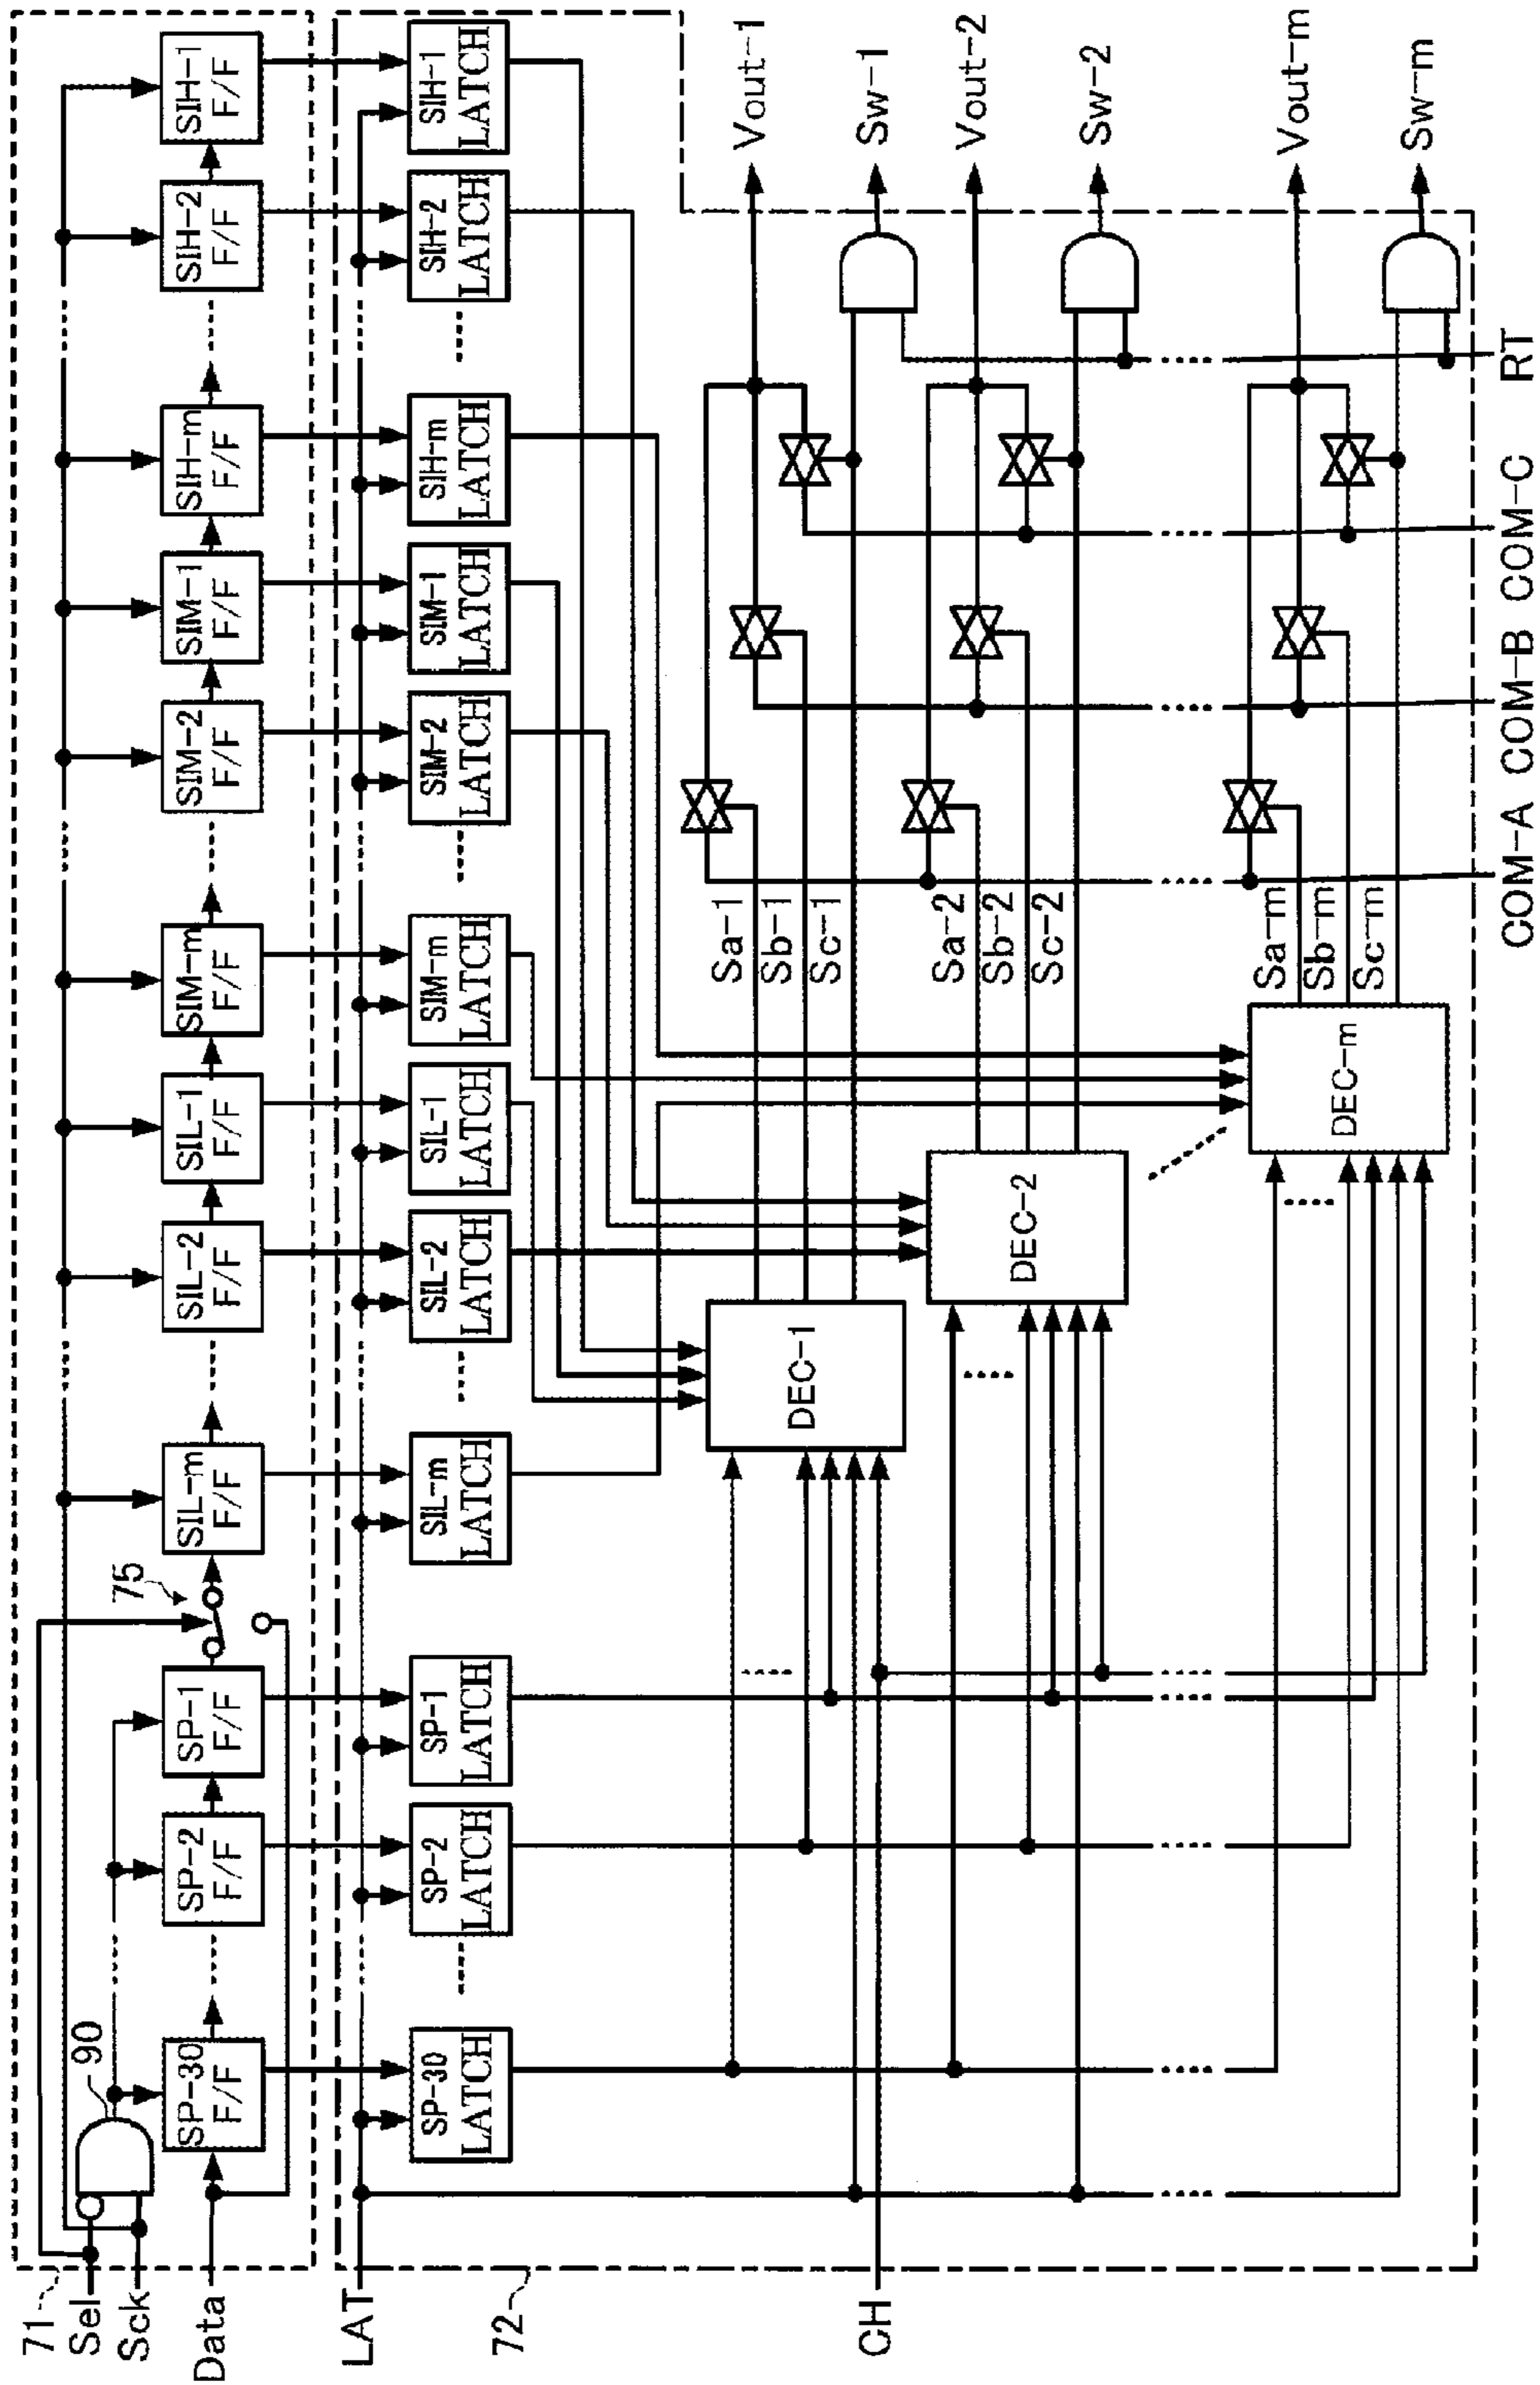 71
Sel
Sck
Data
90
75
SP-30
F/F
SP-2
F/F
SP-1
F/F
SIL-m
F/F
SIL-2
F/F
SIL-1
F/F
SIM-m
F/F
SIM-2
F/F
SIM-1
F/F
SIH-m
F/F
SIH-2
F/F
SIH-1
F/F
LAT
72
SP-30
LATCH
SP-2
LATCH
SP-1
LATCH
SIL-m
LATCH
SIL-2
LATCH
SIL-1
LATCH
SIM-m
LATCH
SIM-2
LATCH
SIM-1
LATCH
SIH-m
LATCH
SIH-2
LATCH
SIH-1
LATCH
CH
DEC-1
Sa-1
Sb-1
Sc-1
Vout-1
Sw-1
DEC-2
Sa-2
Sb-2
Sc-2
Vout-2
Sw-2
DEC-m
Sa-m
Sb-m
Sc-m
Vout-m
Sw-m
COM-A
COM-B
COM-C
RT